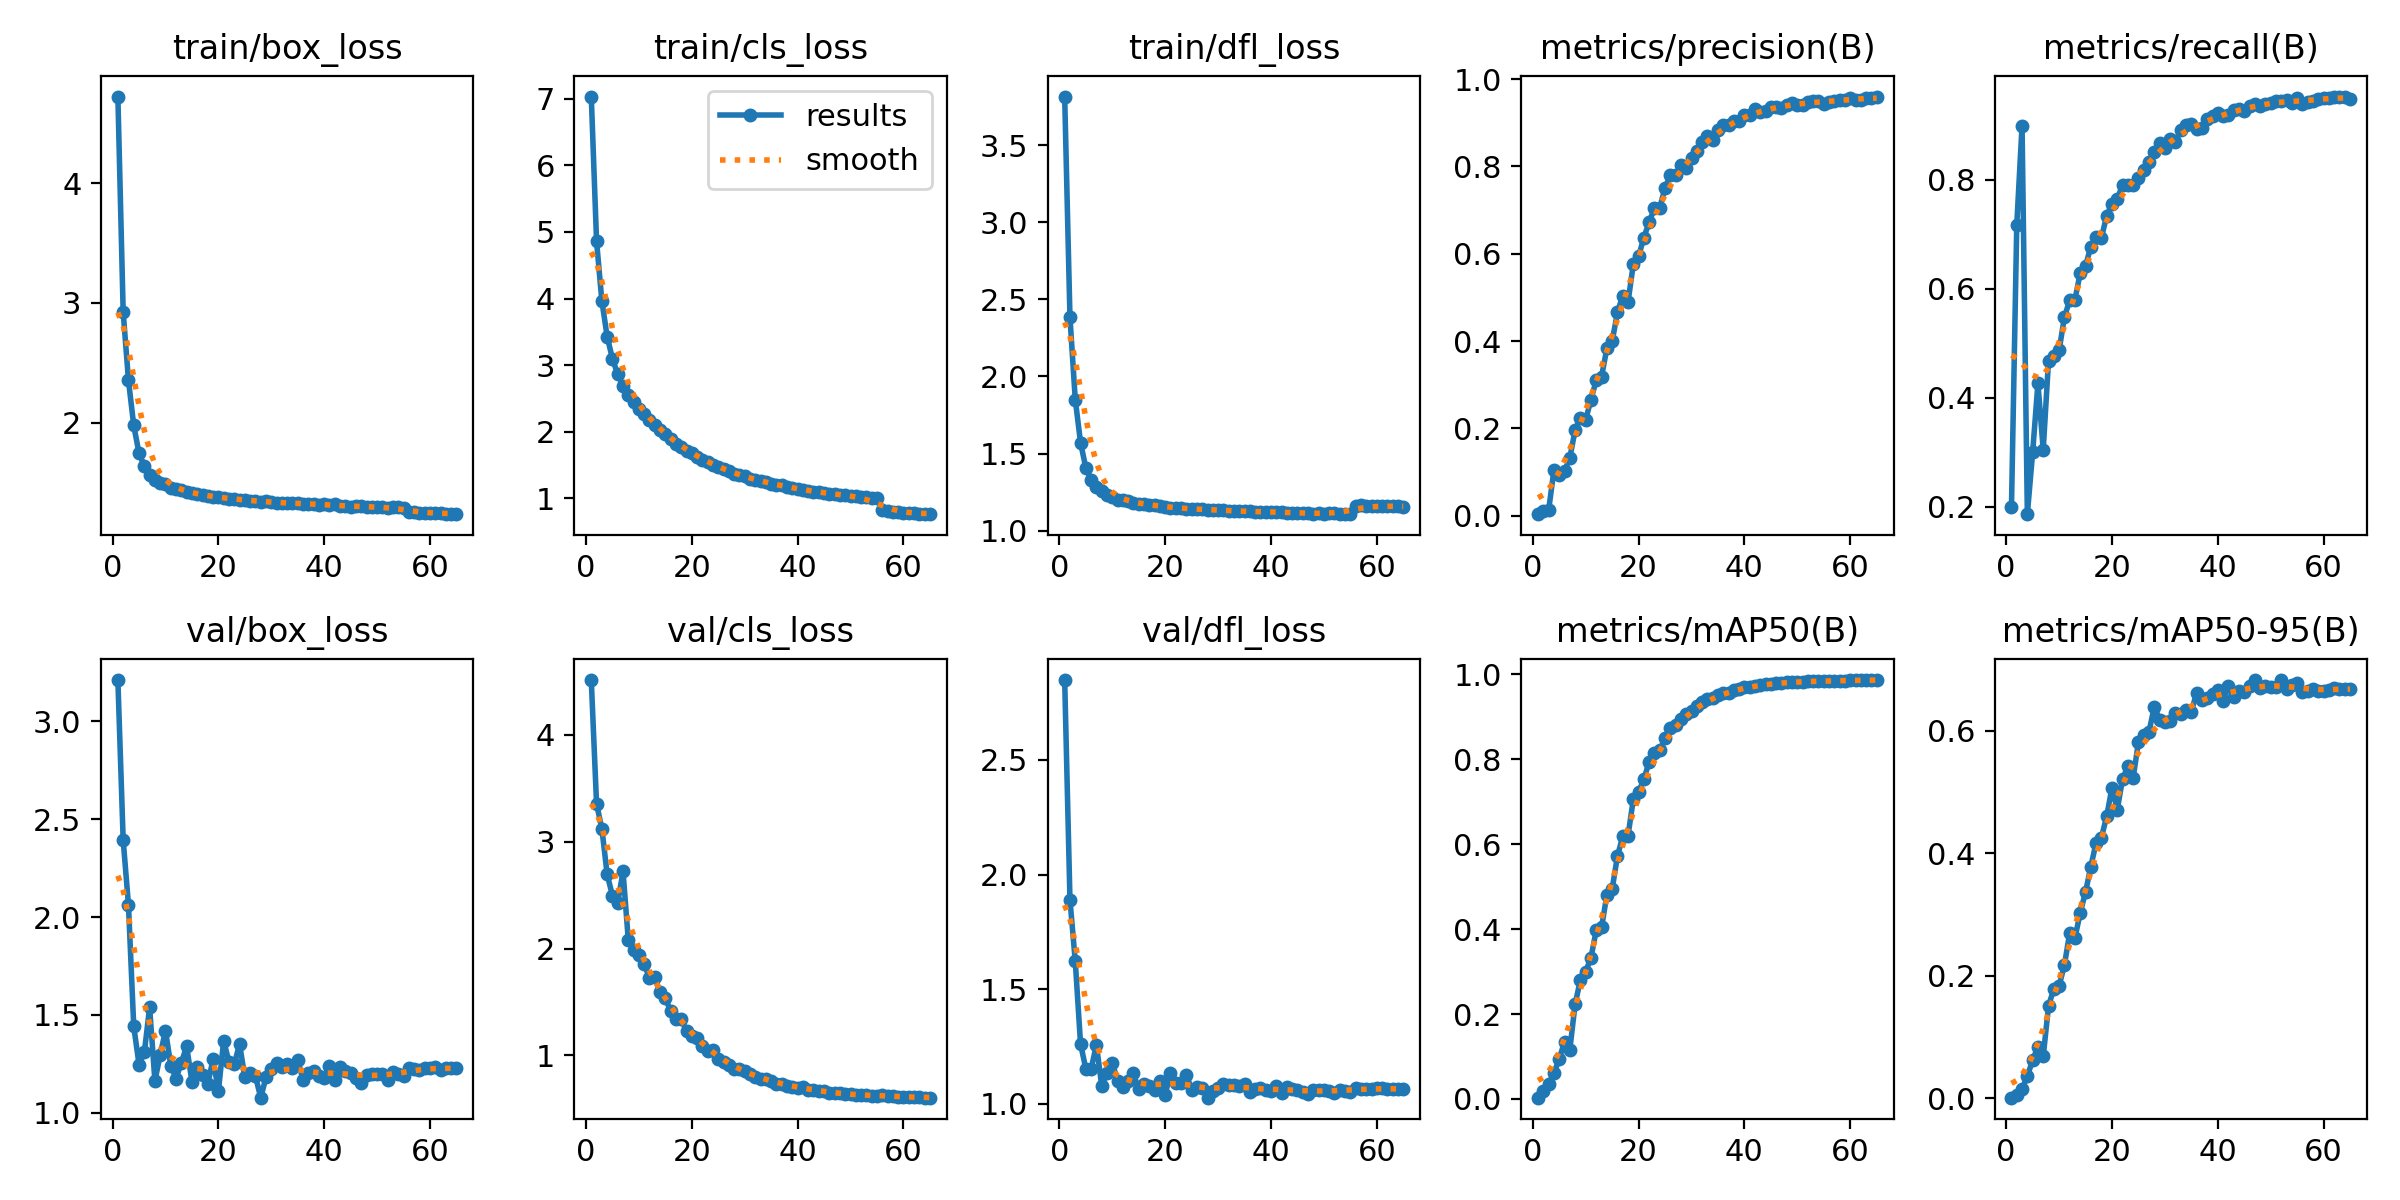 train/box_loss
4
3
2
0 20 40 60
train/cls_loss
results
smooth
7
6
5
4
3
2
1
0 20 40 60
train/dfl_loss
3.5
3.0
2.5
2.0
1.5
1.0
0 20 40 60
metrics/precision(B)
1.0
0.8
0.6
0.4
0.2
0.0
0 20 40 60
metrics/recall(B)
0.8
0.6
0.4
0.2
0 20 40 60
val/box_loss
3.0
2.5
2.0
1.5
1.0
0 20 40 60
val/cls_loss
4
3
2
1
0 20 40 60
val/dfl_loss
2.5
2.0
1.5
1.0
0 20 40 60
metrics/mAP50(B)
1.0
0.8
0.6
0.4
0.2
0.0
0 20 40 60
metrics/mAP50-95(B)
0.6
0.4
0.2
0.0
0 20 40 60